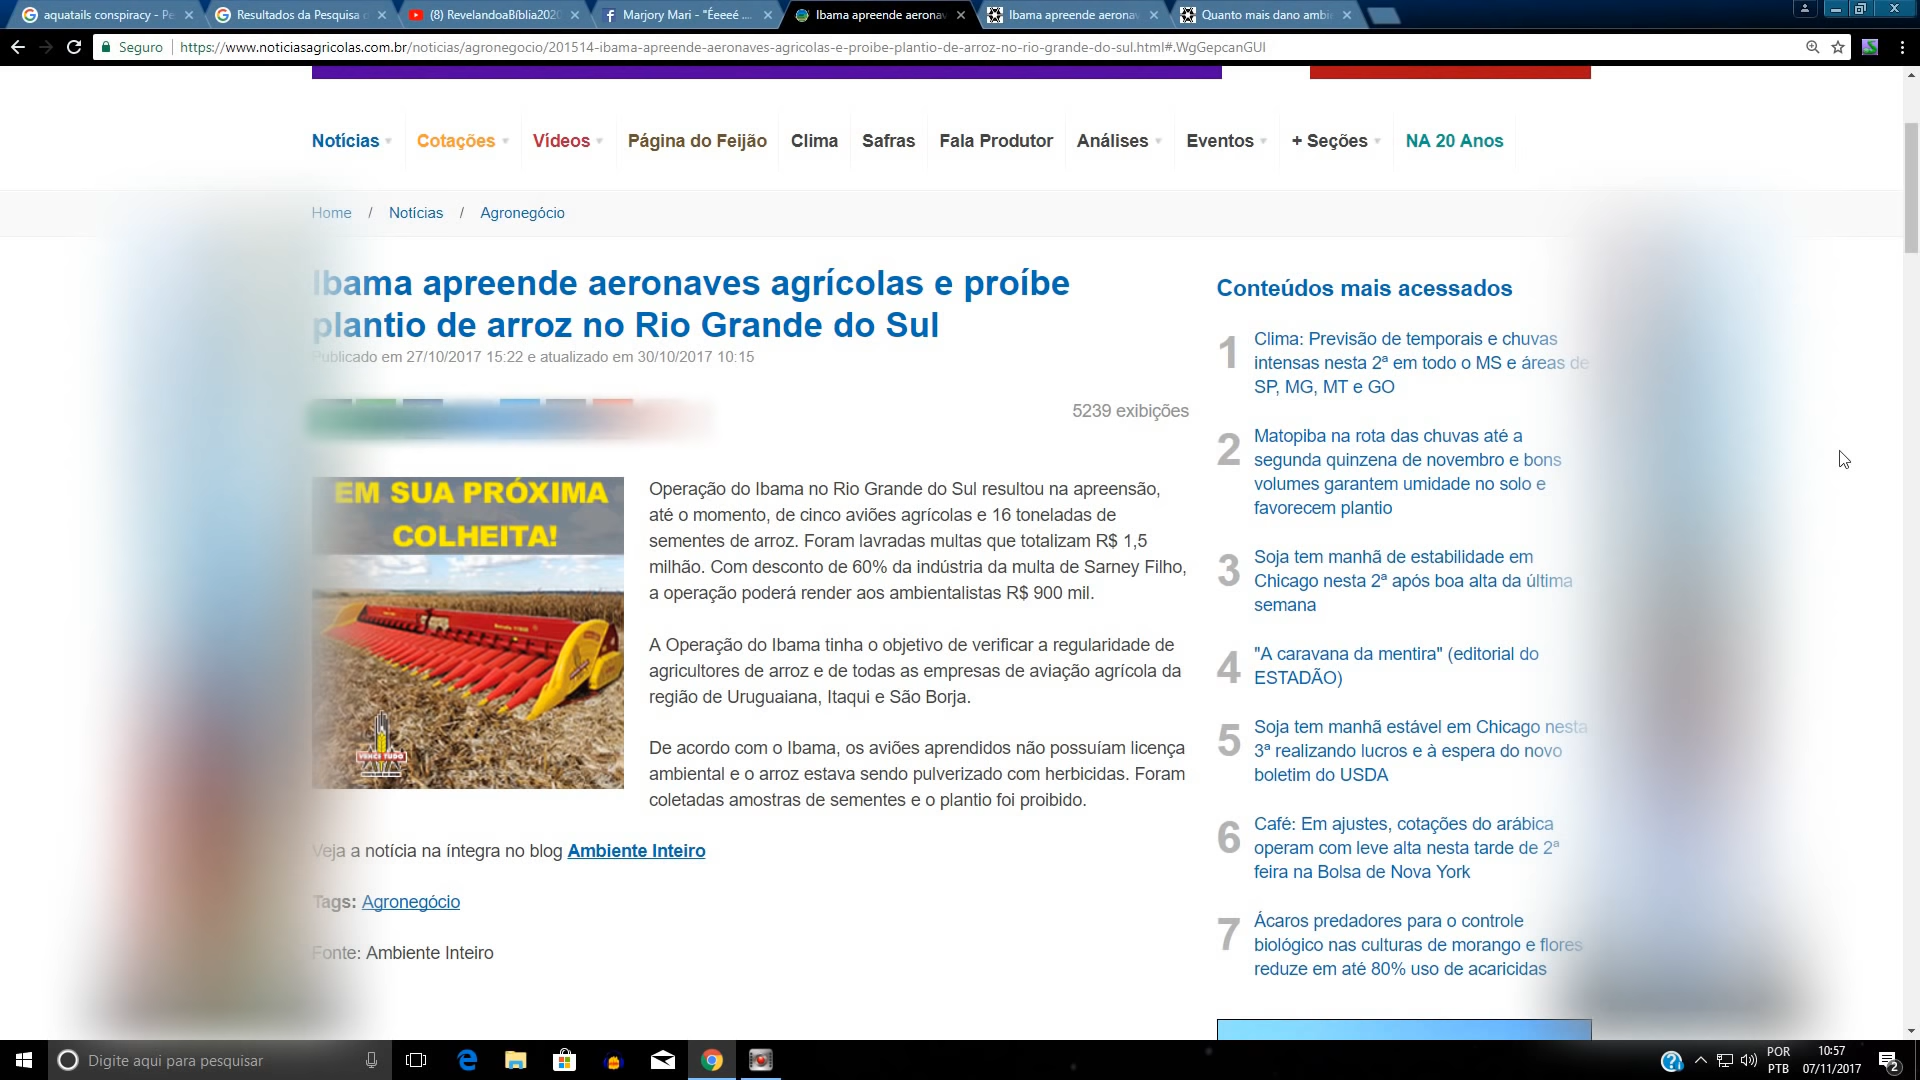 aquatails conspiracy - Pe
Resultados da Pesquisa d
(8) RevelandoaBíblia2020
Marjory Mari - "Éeeeé ....
Ibama apreende aeronav
Ibama apreende aeronav
Quanto mais dano ambi
Seguro
https://www.noticiasagricolas.com.br/noticias/agronegocio/201514-ibama-apreende-aeronaves-agricolas-e-proibe-plantio-de-arroz-no-rio-grande-do-sul.html#.WgGepcanGUI
Notícias Cotações Vídeos Página do Feijão Clima Safras Fala Produtor Análises Eventos + Seções NA 20 Anos
Home / Notícias / Agronegócio
Ibama apreende aeronaves agrícolas e proíbe
plantio de arroz no Rio Grande do Sul
Publicado em 27/10/2017 15:22 e atualizado em 30/10/2017 10:15
5239 exibições
EM SUA PRÓXIMA
COLHEITA!
VENCE TUDO
Operação do Ibama no Rio Grande do Sul resultou na apreensão,
até o momento, de cinco aviões agrícolas e 16 toneladas de
sementes de arroz. Foram lavradas multas que totalizam R$ 1,5
milhão. Com desconto de 60% da indústria da multa de Sarney Filho,
a operação poderá render aos ambientalistas R$ 900 mil.
A Operação do Ibama tinha o objetivo de verificar a regularidade de
agricultores de arroz e de todas as empresas de aviação agrícola da
região de Uruguaiana, Itaqui e São Borja.
De acordo com o Ibama, os aviões aprendidos não possuíam licença
ambiental e o arroz estava sendo pulverizado com herbicidas. Foram
coletadas amostras de sementes e o plantio foi proibido.
Veja a notícia na íntegra no blog Ambiente Inteiro
Tags: Agronegócio
Fonte: Ambiente Inteiro
Conteúdos mais acessados
1 Clima: Previsão de temporais e chuvas
intensas nesta 2ª em todo o MS e áreas de
SP, MG, MT e GO
2 Matopiba na rota das chuvas até a
segunda quinzena de novembro e bons
volumes garantem umidade no solo e
favorecem plantio
3 Soja tem manhã de estabilidade em
Chicago nesta 2ª após boa alta da última
semana
4 "A caravana da mentira" (editorial do
ESTADÃO)
5 Soja tem manhã estável em Chicago nesta
3ª realizando lucros e à espera do novo
boletim do USDA
6 Café: Em ajustes, cotações do arábica
operam com leve alta nesta tarde de 2ª
feira na Bolsa de Nova York
7 Ácaros predadores para o controle
biológico nas culturas de morango e flores
reduze em até 80% uso de acaricidas
Digite aqui para pesquisar
POR
PTB
10:57
07/11/2017
2